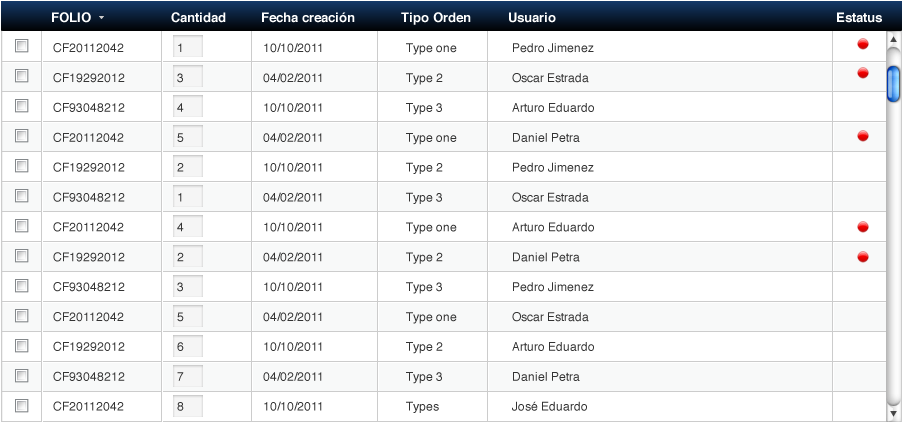 FOLIO Cantidad Fecha creación Tipo Orden Usuario Estatus
CF20112042 1 10/10/2011 Type one Pedro Jimenez
CF19292012 3 04/02/2011 Type 2 Oscar Estrada
CF93048212 4 10/10/2011 Type 3 Arturo Eduardo
CF20112042 5 04/02/2011 Type one Daniel Petra
CF19292012 2 10/10/2011 Type 2 Pedro Jimenez
CF93048212 1 04/02/2011 Type 3 Oscar Estrada
CF20112042 4 10/10/2011 Type one Arturo Eduardo
CF19292012 2 04/02/2011 Type 2 Daniel Petra
CF93048212 3 10/10/2011 Type 3 Pedro Jimenez
CF20112042 5 04/02/2011 Type one Oscar Estrada
CF19292012 6 10/10/2011 Type 2 Arturo Eduardo
CF93048212 7 04/02/2011 Type 3 Daniel Petra
CF20112042 8 10/10/2011 Types José Eduardo